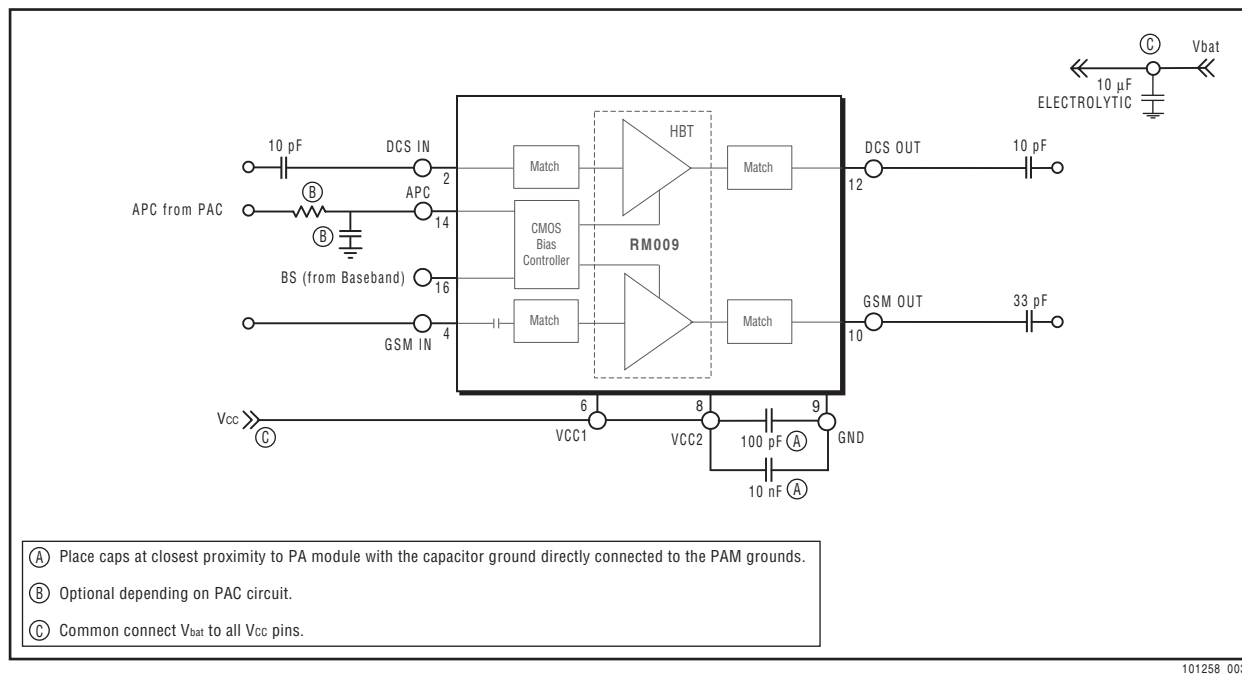 C
Vbat
10 µF
ELECTROLYTIC
10 pF
DCS IN
2
Match
HBT
Match
DCS OUT
12
10 pF
B
APC from PAC
APC
14
B
CMOS
Bias
Controller
RM009
BS (from Baseband)
16
GSM IN
4
Match
Match
GSM OUT
10
33 pF
Vcc
C
6
VCC1
8
VCC2
9
GND
100 pF A
10 nF A
A Place caps at closest proximity to PA module with the capacitor ground directly connected to the PAM grounds.
B Optional depending on PAC circuit.
C Common connect Vbat to all Vcc pins.
101258 003